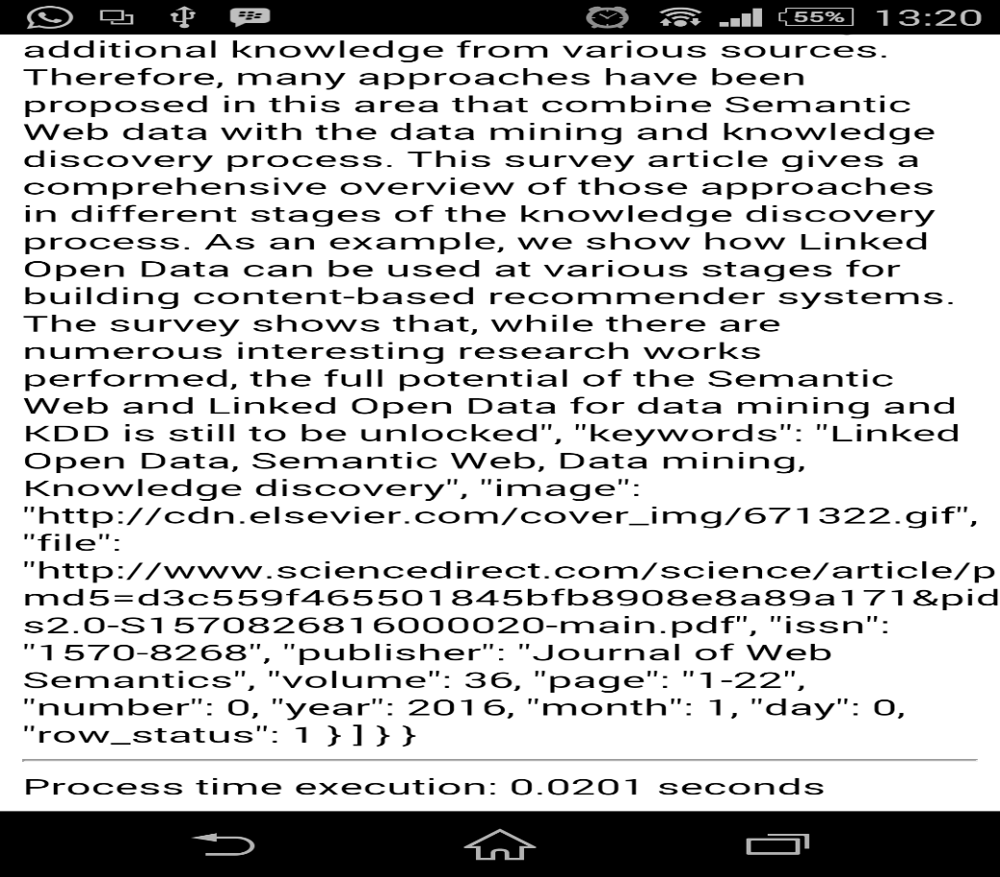 55% 13:20
additional knowledge from various sources.
Therefore, many approaches have been
proposed in this area that combine Semantic
Web data with the data mining and knowledge
discovery process. This survey article gives a
comprehensive overview of those approaches
in different stages of the knowledge discovery
process. As an example, we show how Linked
Open Data can be used at various stages for
building content-based recommender systems.
The survey shows that, while there are
numerous interesting research works
performed, the full potential of the Semantic
Web and Linked Open Data for data mining and
KDD is still to be unlocked", "keywords": "Linked
Open Data, Semantic Web, Data mining,
Knowledge discovery", "image":
"http://cdn.elsevier.com/cover_img/671322.gif",
"file":
"http://www.sciencedirect.com/science/article/p
md5=d3c559f465501845bfb8908e8a89a171&pid
s2.0-S1570826816000020-main.pdf", "issn":
"1570-8268", "publisher": "Journal of Web
Semantics", "volume": 36, "page": "1-22",
"number": 0, "year": 2016, "month": 1, "day": 0,
"row_status": 1 } ] } }
Process time execution: 0.0201 seconds